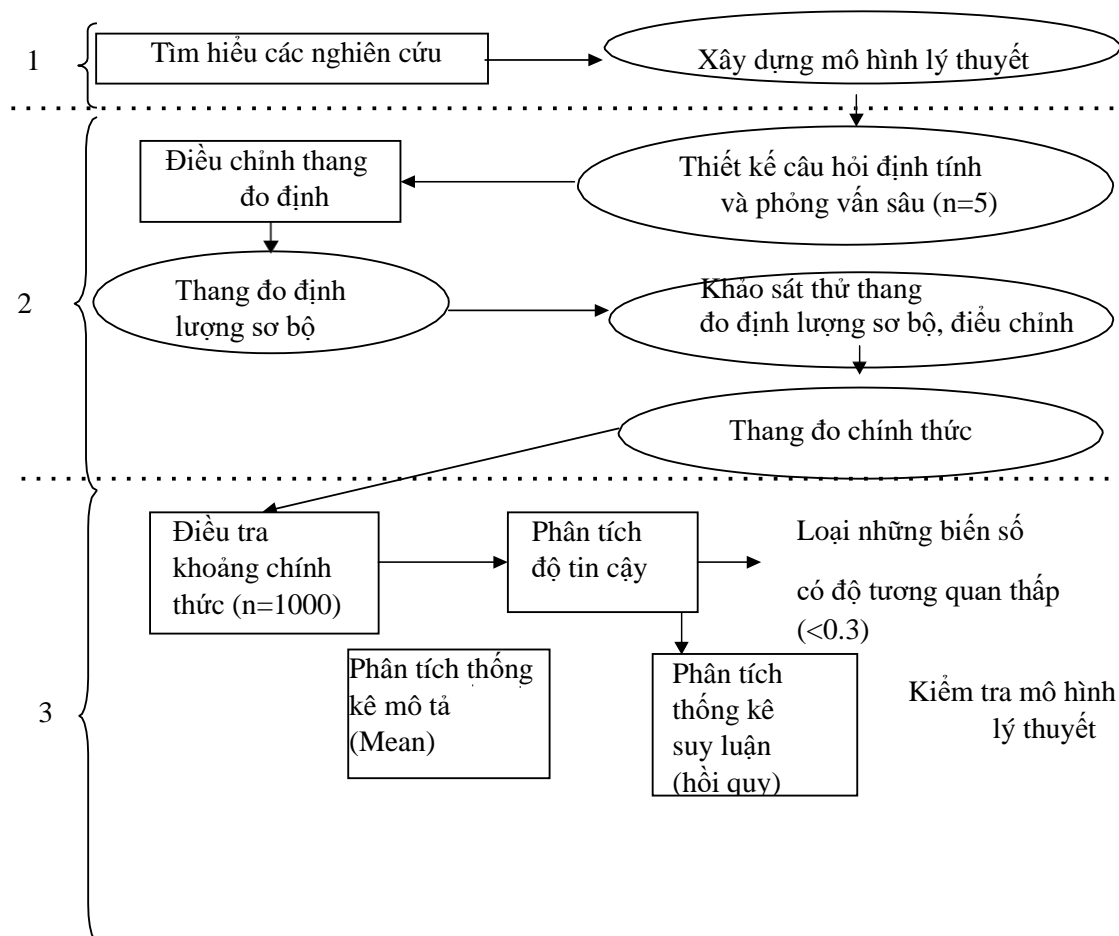 1
Tìm hiểu các nghiên cứu
Xây dựng mô hình lý thuyết
Điều chỉnh thang
đo định
Thiết kế câu hỏi định tính
và phỏng vấn sâu (n=5)
2
Thang đo định
lượng sơ bộ
Khảo sát thử thang
đo định lượng sơ bộ, điểu chỉnh
Thang đo chính thức
Điều tra
khoảng chính
thức (n=1000)
Phân tích
độ tin cậy
Loại những biến số
có độ tương quan thấp
(<0.3)
3
Phân tích thống
kê mô tả
(Mean)
Phân tích
thống kê
suy luận
(hồi quy)
Kiểm tra mô hình
lý thuyết